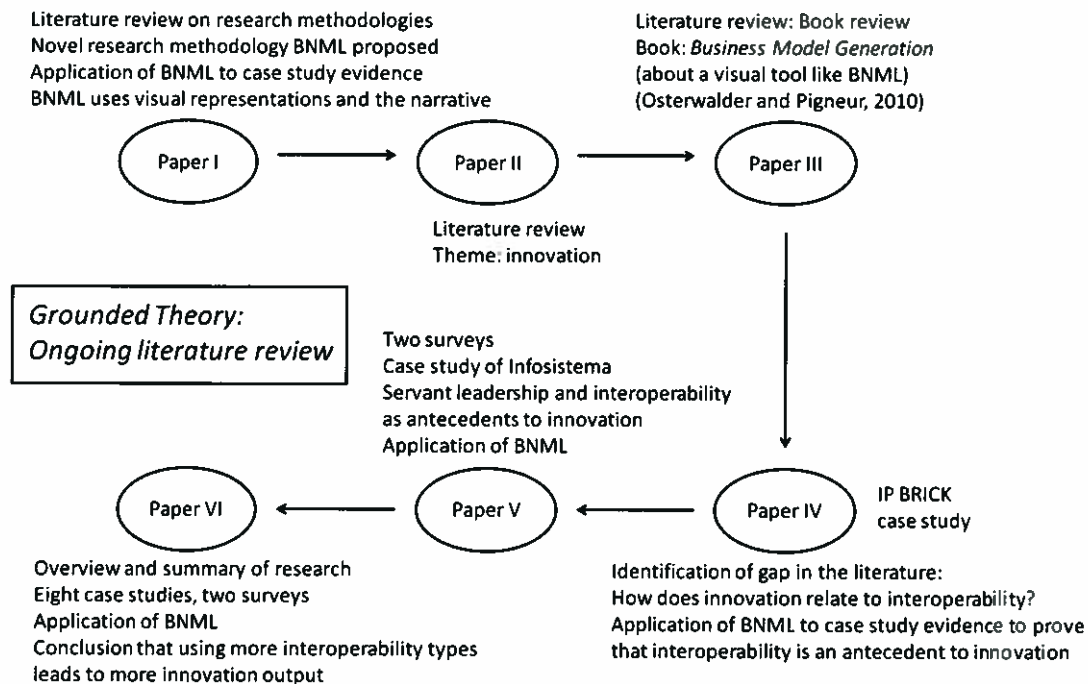 Literature review on research methodologies
Novel research methodology BNML proposed
Application of BNML to case study evidence
BNML uses visual representations and the narrative
Paper I
Paper II
Literature review
Theme: innovation
Literature review: Book review
Book: Business Model Generation
(about a visual tool like BNML)
(Osterwalder and Pigneur, 2010)
Paper III
Grounded Theory:
Ongoing literature review
IP BRICK
case study
Paper IV
Identification of gap in the literature:
How does innovation relate to interoperability?
Application of BNML to case study evidence to prove
that interoperability is an antecedent to innovation
Two surveys
Case study of Infosistema
Servant leadership and interoperability
as antecedents to innovation
Application of BNML
Paper V
Paper VI
Overview and summary of research
Eight case studies, two surveys
Application of BNML
Conclusion that using more interoperability types
leads to more innovation output